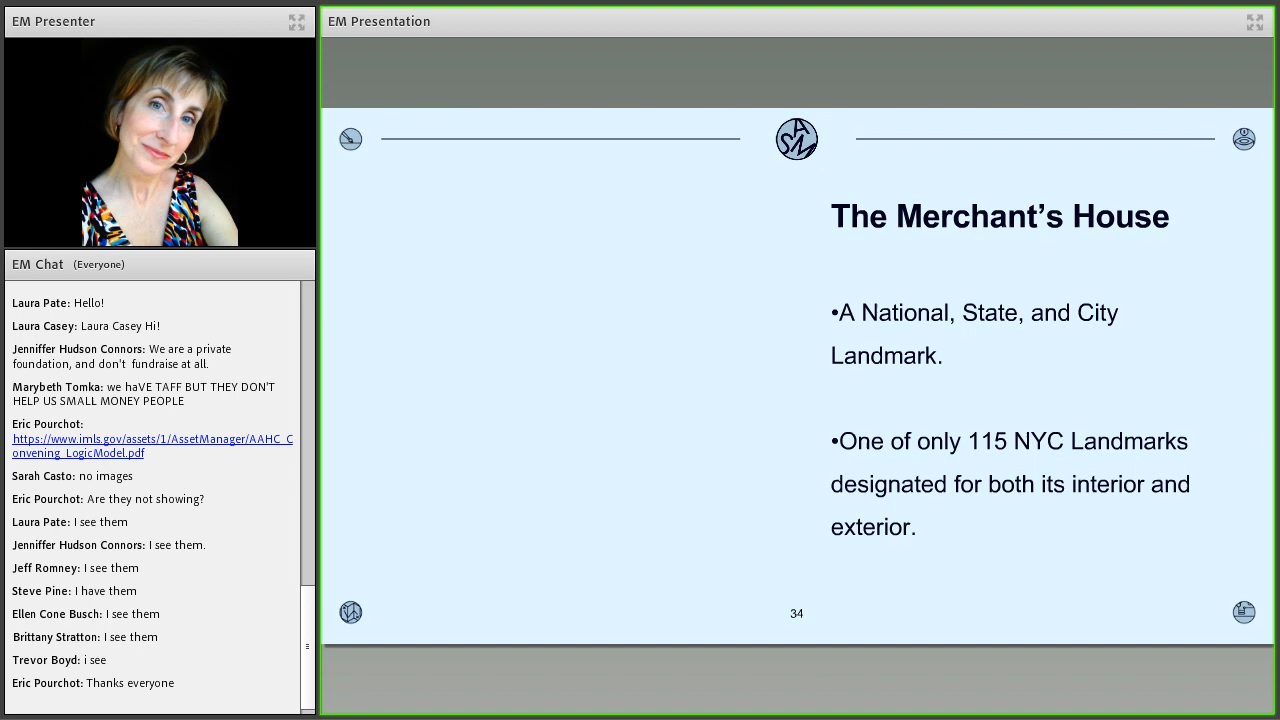 EM Presenter
EM Chat (Everyone)
Laura Pate: Hello!
Laura Casey: Laura Casey Hi!
Jenniffer Hudson Connors: We are a private
foundation, and don't fundraise at all.
Marybeth Tomka: we haVE TAFF BUT THEY DON'T
HELP US SMALL MONEY PEOPLE
Eric Pourchot:
https://www.imls.gov/assets/1/AssetManager/AAHC_C
onvening_LogicModel.pdf
Sarah Casto: no images
Eric Pourchot: Are they not showing?
Laura Pate: I see them
Jenniffer Hudson Connors: I see them.
Jeff Romney: I see them
Steve Pine: I have them
Ellen Cone Busch: I see them
Brittany Stratton: I see them
Trevor Boyd: i see
Eric Pourchot: Thanks everyone
EM Presentation
ASM
The Merchant’s House
•A National, State, and City
Landmark.
•One of only 115 NYC Landmarks
designated for both its interior and
exterior.
34